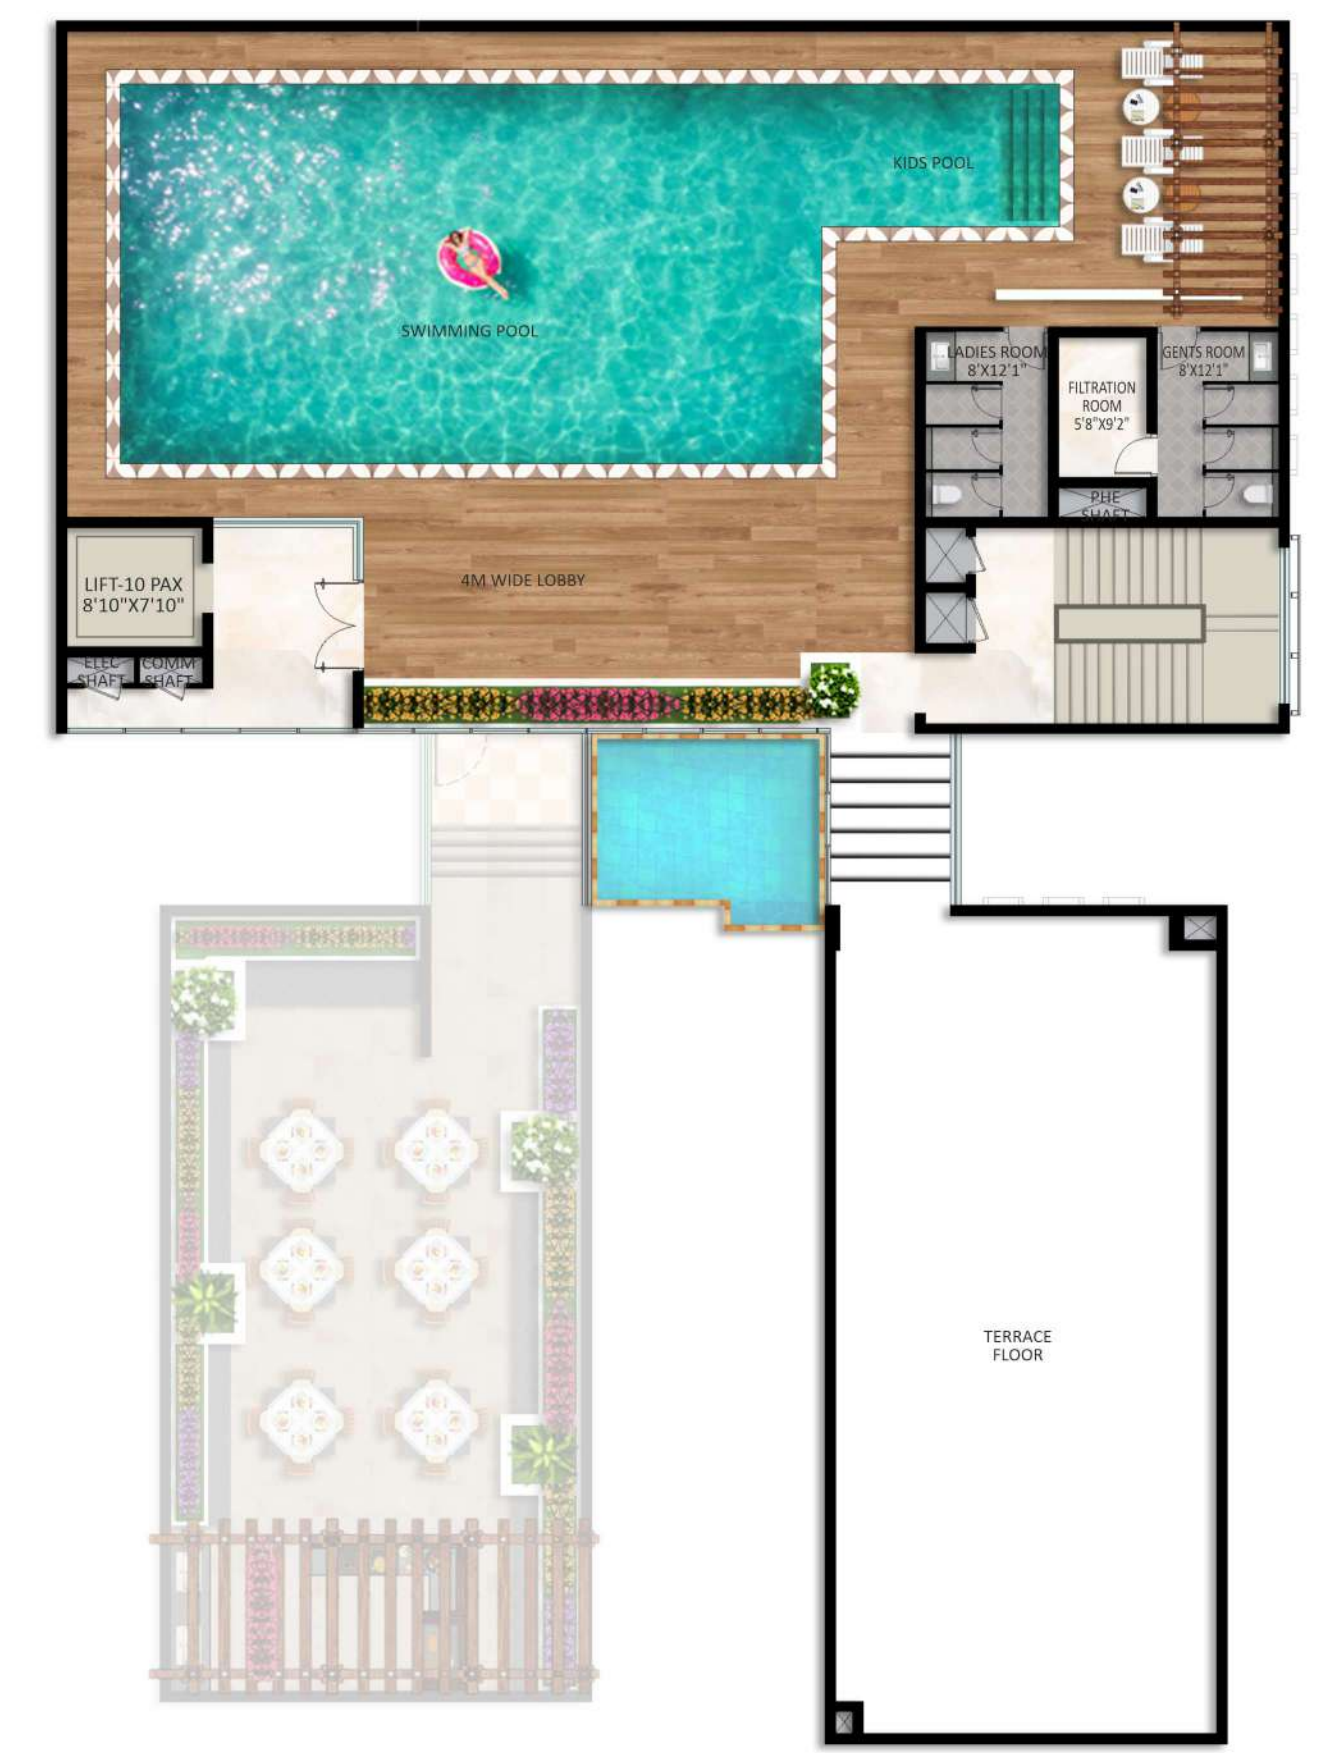 KIDS POOL
SWIMMING POOL
LADIES ROOM
8'X12'1"
GENTS ROOM
8'X12'1"
FILTRATION
ROOM
5'8"X9'2"
PHE
SHAFT
LIFT-10 PAX
8'10"X7'10"
4M WIDE LOBBY
ELEC
SHAFT
COMM
SHAFT
TERRACE
FLOOR